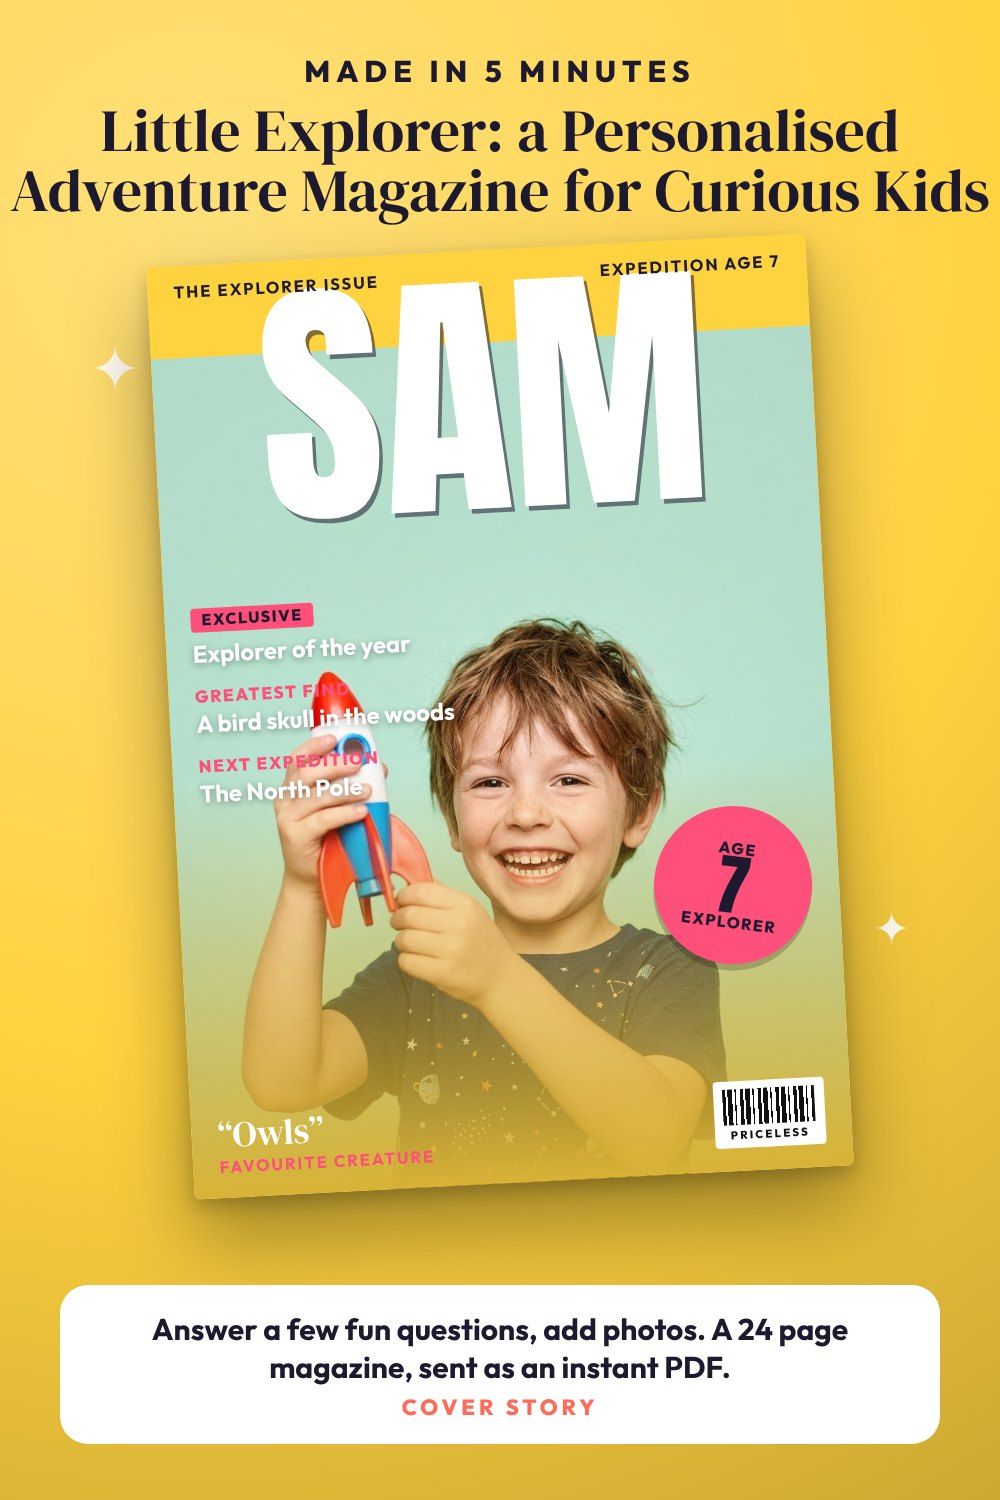 MADE IN 5 MINUTES
Little Explorer: a Personalised
Adventure Magazine for Curious Kids
THE EXPLORER ISSUE
EXPEDITION AGE 7
SAM
EXCLUSIVE
Explorer of the year
GREATEST FIND
A bird skull in the woods
NEXT EXPEDITION
The North Pole
AGE
7
EXPLORER
“Owls”
FAVOURITE CREATURE
PRICELESS
Answer a few fun questions, add photos. A 24 page
magazine, sent as an instant PDF.
COVER STORY